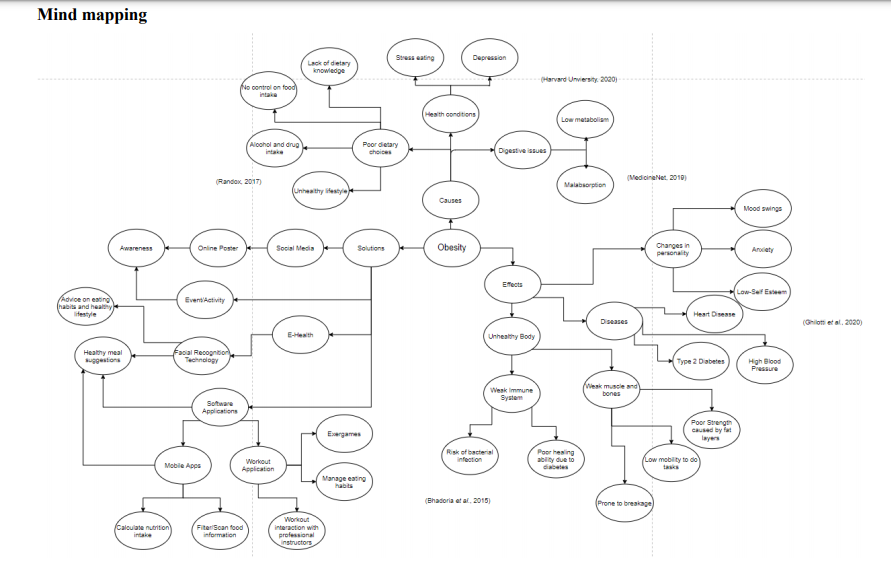 Mind mapping
Stress eating
Depression
Lack of dietary
knowledge
(Harvard Unviersity. 2020)
No control on food
intake
Health conditions
Low metabolism
Alcohol and drug
intake
Poor dietary
choices
Digestive issues
(Randox, 2017)
Unhealthy lifestyle
Malabsorption
(MedicineNet, 2019)
Causes
Mood swings
Awareness
Online Poster
Social Media
Solutions
Obesity
Changes in
personality
Anxiety
Effects
Low-Self Esteem
Advice on eating
habits and healthy
lifestyle
Event/Activity
Heart Disease
Diseases
(Ghilotti et al., 2020)
E-Health
Unhealthy Body
Healthy meal
suggestions
Facial Recognition
Technology
Type 2 Diabetes
High Blood
Pressure
Weak Immune
System
Weak muscle and
bones
Software
Applications
Exergames
Poor Strength
caused by fat
layers
Risk of bacterial
infection
Poor healing
ability due to
diabetes
Low mobility to do
tasks
Mobile Apps
Workout
Application
Manage eating
habits
(Bhadoria et al., 2015)
Prone to breakage
Calculate nutrition
intake
Filter/Scan food
information
Workout
interaction with
professional
instructors